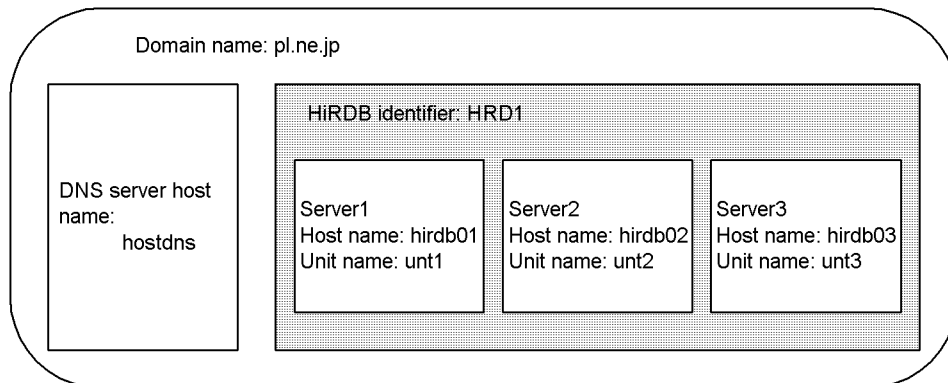 Domain name: pl.ne.jp
HiRDB identifier: HRD1
DNS server host
name:
hostdns
Server1
Host name: hirdb01
Unit name: unt1
Server2
Host name: hirdb02
Unit name: unt2
Server3
Host name: hirdb03
Unit name: unt3